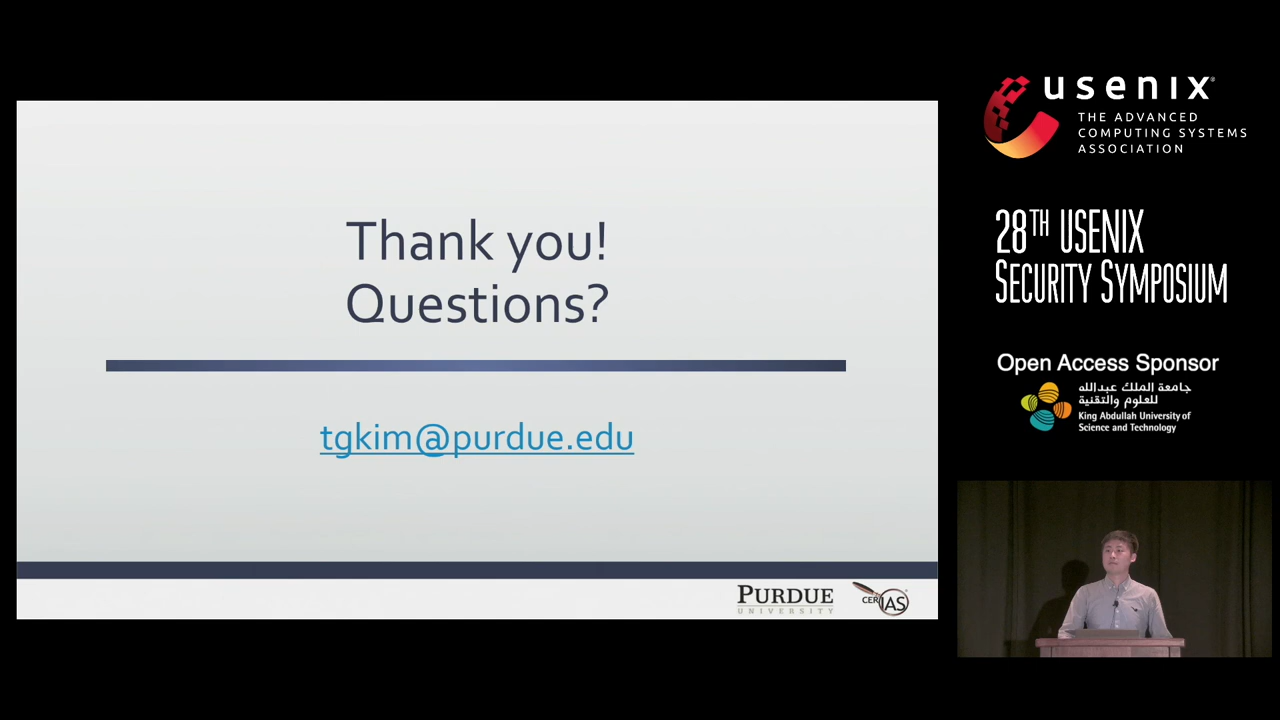 Thank you!
Questions?
tgkim@purdue.edu
PURDUE
UNIVERSITY
CERIAS
usenix
THE ADVANCED
COMPUTING SYSTEMS
ASSOCIATION
28TH USENIX
SECURITY SYMPOSIUM
Open Access Sponsor
جامعة الملك عبدالله
للعلوم والتقنية
King Abdullah University of
Science and Technology